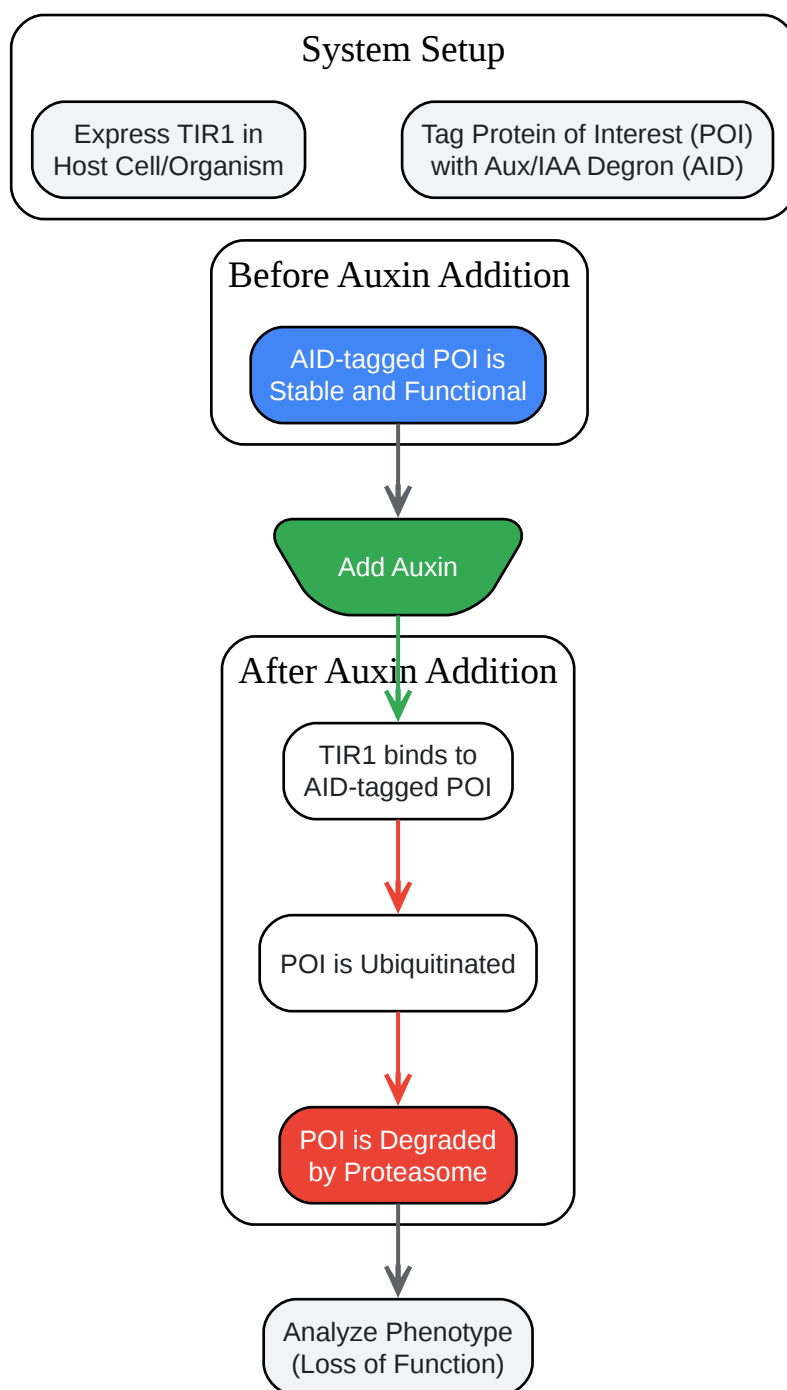 System Setup
Express TIR1 in
Host Cell/Organism
Tag Protein of Interest (POI)
with Aux/IAA Degron (AID)
Before Auxin Addition
AID-tagged POI is
Stable and Functional
Add Auxin
After Auxin Addition
TIR1 binds to
AID-tagged POI
POI is Ubiquitinated
POI is Degraded
by Proteasome
Analyze Phenotype
(Loss of Function)